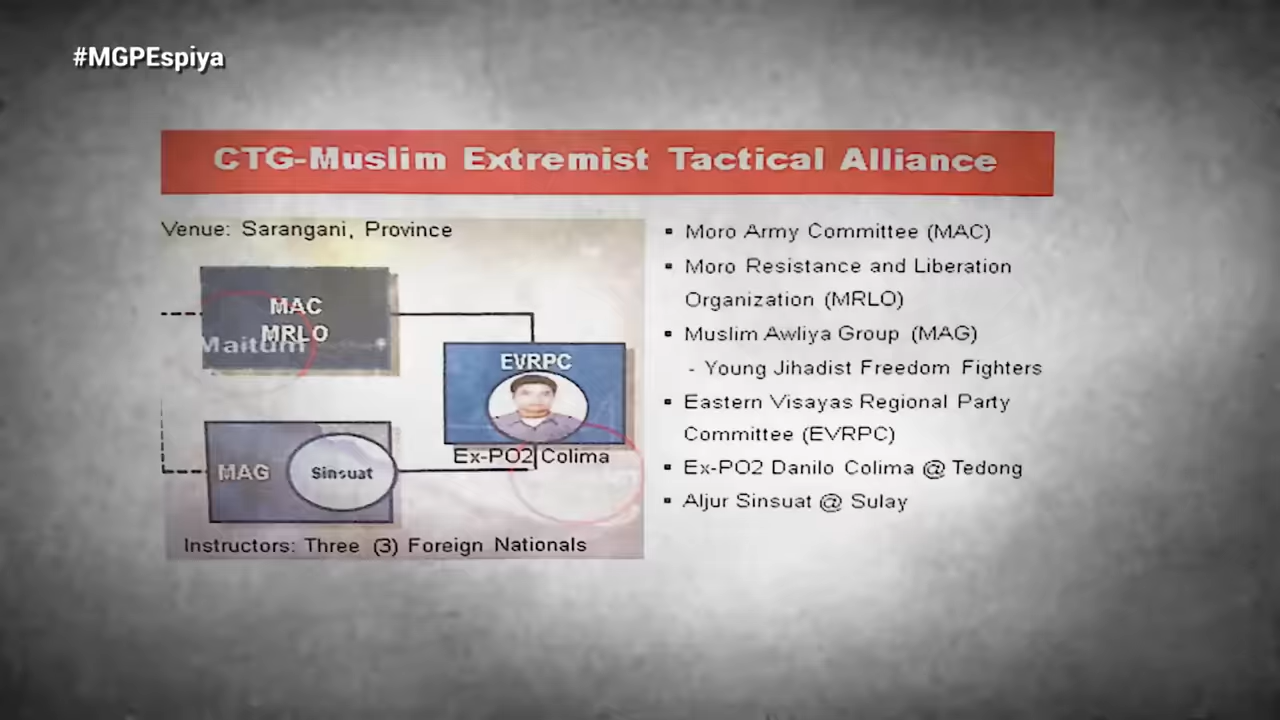 #MGPEspiya
CTG-Muslim Extremist Tactical Alliance
Venue: Sarangani, Province
MAC
MRLO
Maitum
EVRPC
Ex-PO2 Colima
MAG
Sinsuat
Instructors: Three (3) Foreign Nationals
▪ Moro Army Committee (MAC)
▪ Moro Resistance and Liberation
Organization (MRLO)
▪ Muslim Awliya Group (MAG)
- Young Jihadist Freedom Fighters
▪ Eastern Visayas Regional Party
Committee (EVRPC)
▪ Ex-PO2 Danilo Colima @ Tedong
▪ Aljur Sinsuat @ Sulay